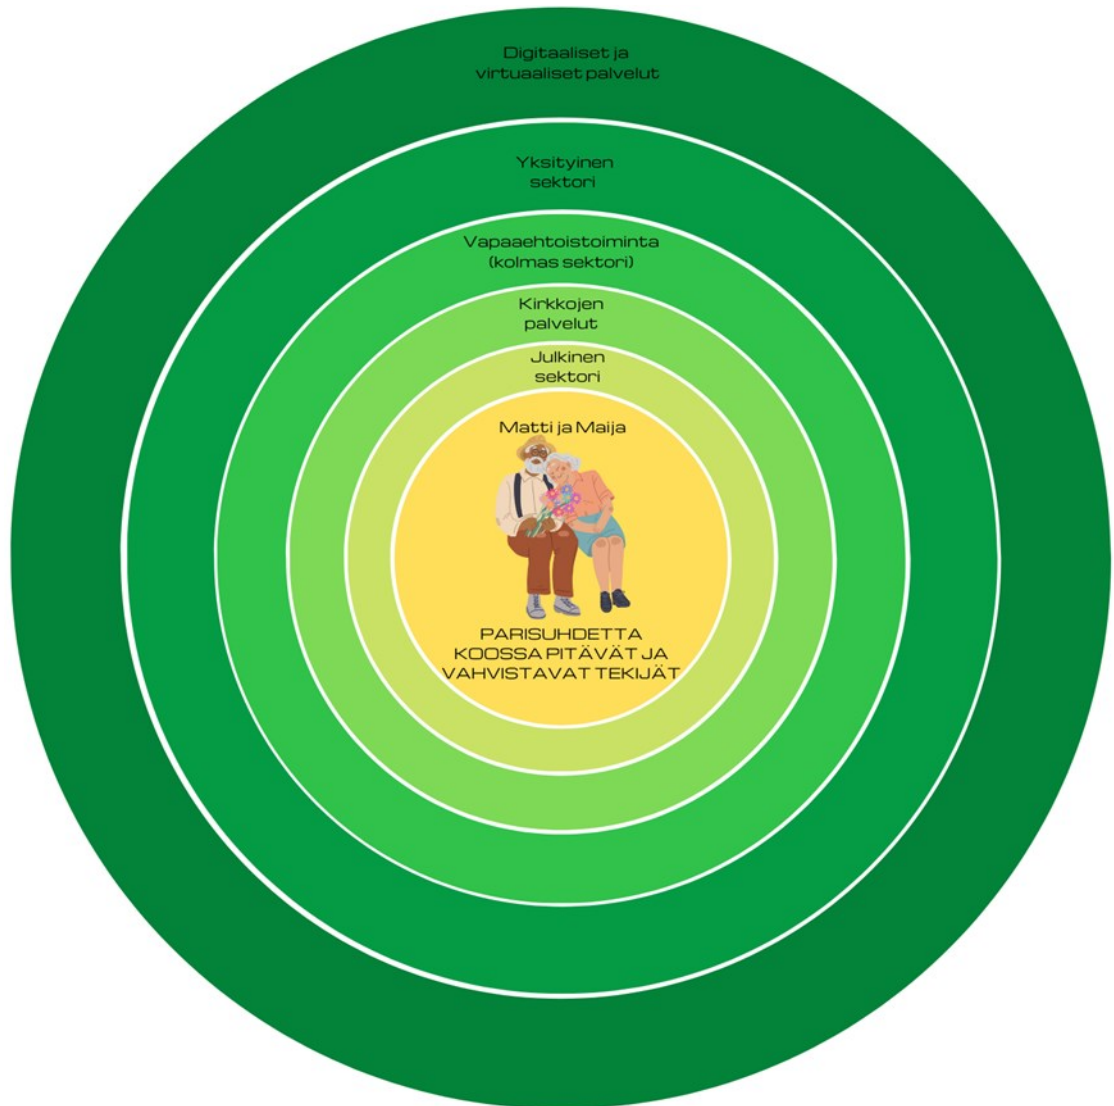 Digitaaliset ja
virtuaaliset palvelut
Yksityinen
sektori
Vapaaehtoistoiminta
(kolmas sektori)
Kirkkojen
palvelut
Julkinen
sektori
Matti ja Maija
PARISUHDETTA
KOOSSA PITÄVÄT JA
VAHVISTAVAT TEKIJÄT